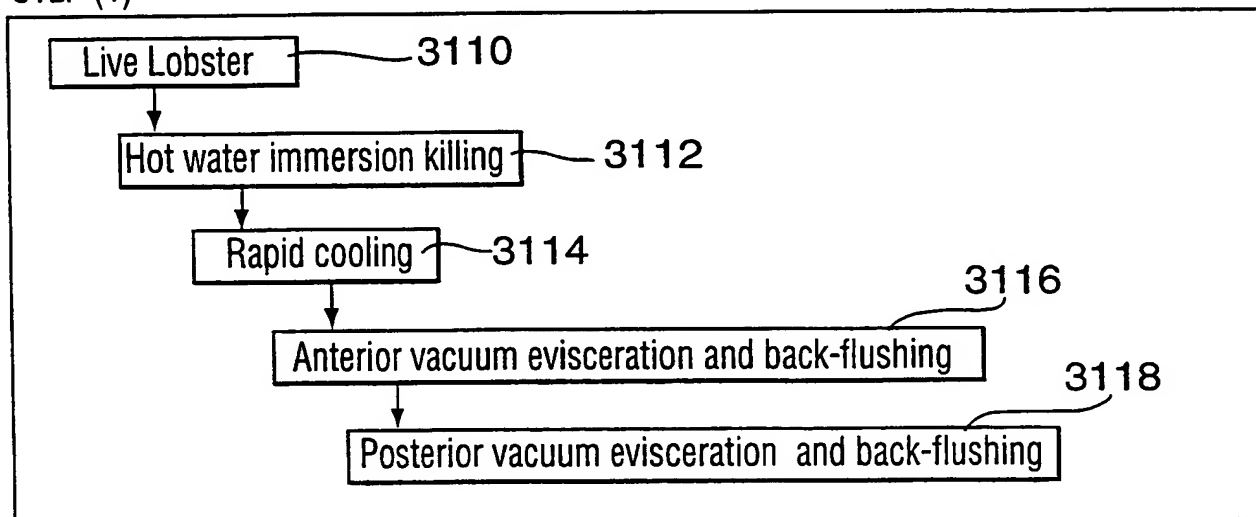 Live Lobster 3110
Hot water immersion killing 3112
Rapid cooling 3114
3116
Anterior vacuum evisceration and back-flushing
3118
Posterior vacuum evisceration and back-flushing